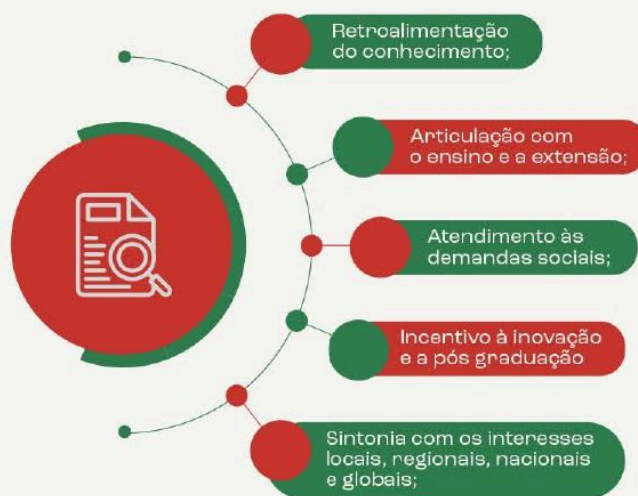 Retroalimentação
do conhecimento;
Articulação com
o ensino e a extensão;
Atendimento às
demandas sociais;
Incentivo à inovação
e a pós graduação
Sintonia com os interesses
locais, regionais, nacionais
e globais;